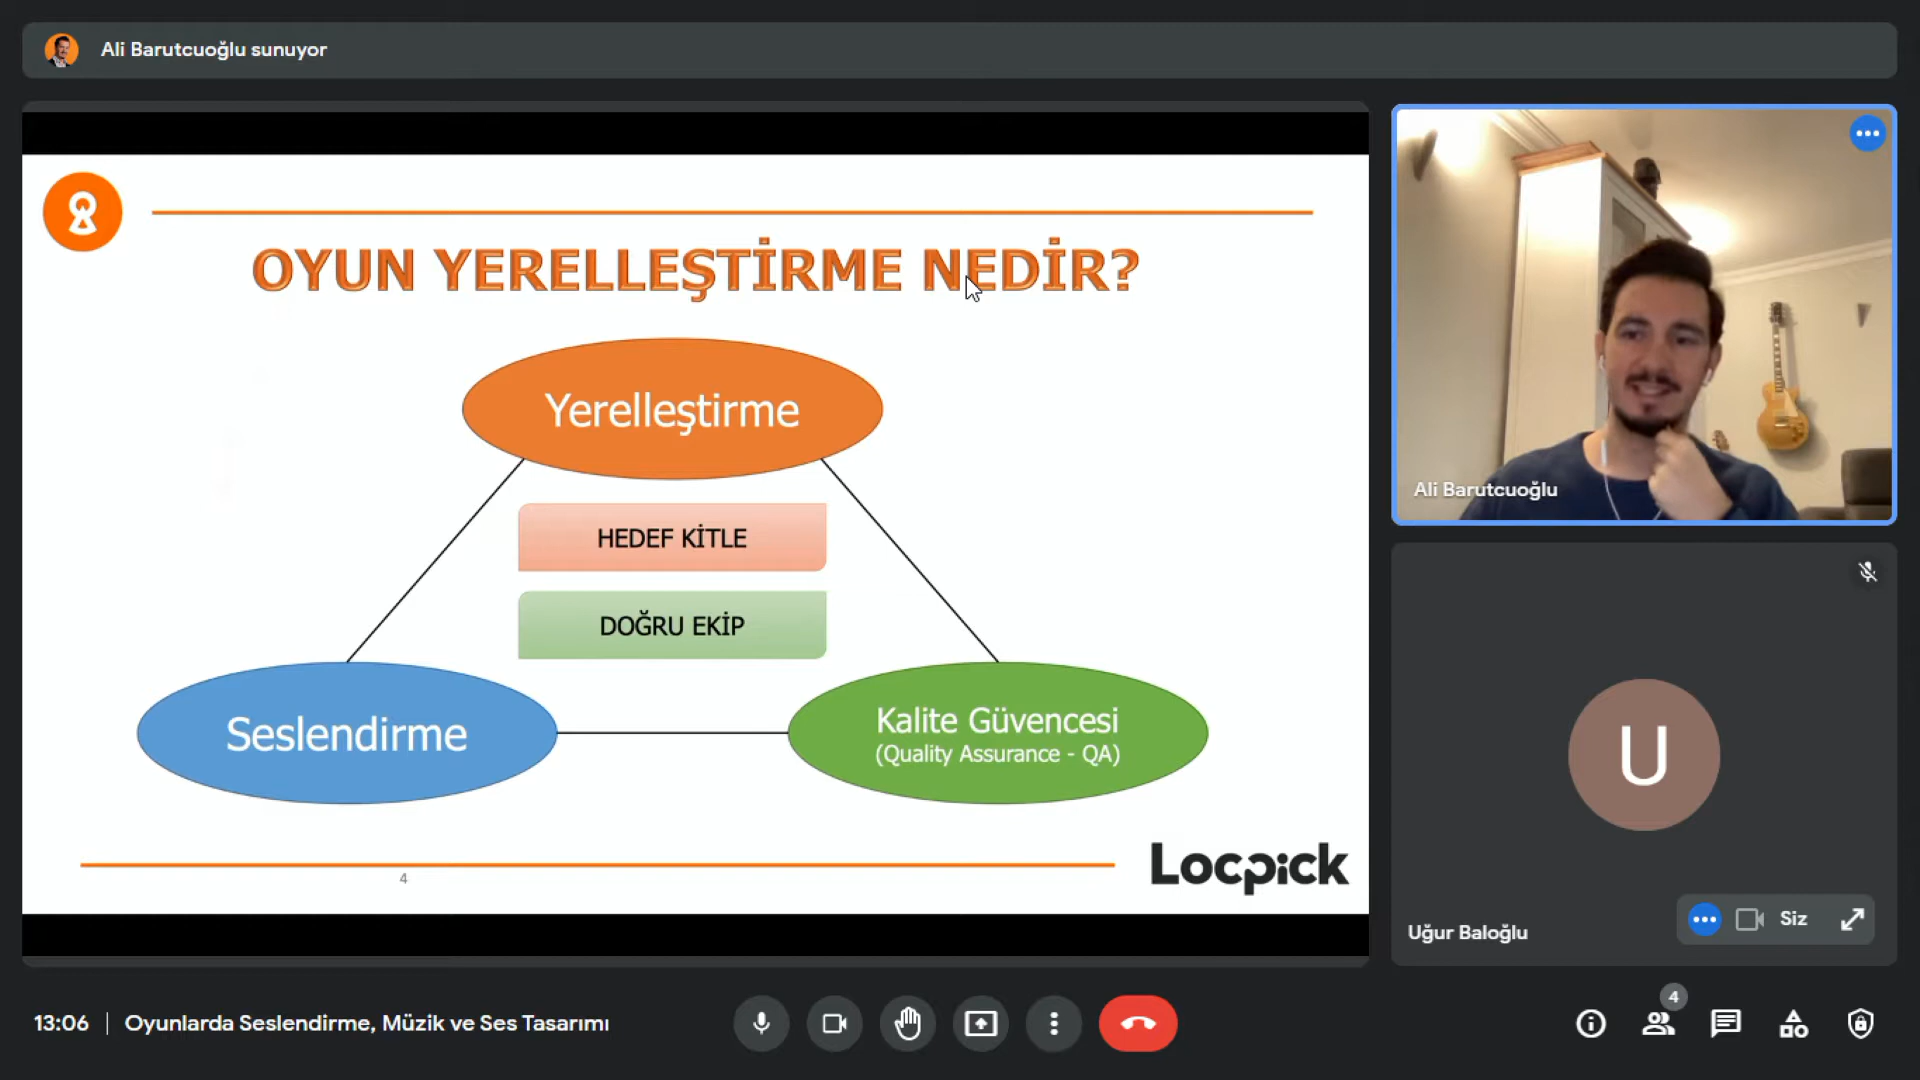 Ali Barutcuoğlu sunuyor
OYUN YERELLEŞTİRME NEDİR?
Yerelleştirme
HEDEF KİTLE
DOĞRU EKİP
Seslendirme
Kalite Güvencesi
(Quality Assurance - QA)
Locpick
4
Ali Barutcuoğlu
U
Uğur Baloğlu
Siz
13:06 | Oyunlarda Seslendirme, Müzik ve Ses Tasarımı
4